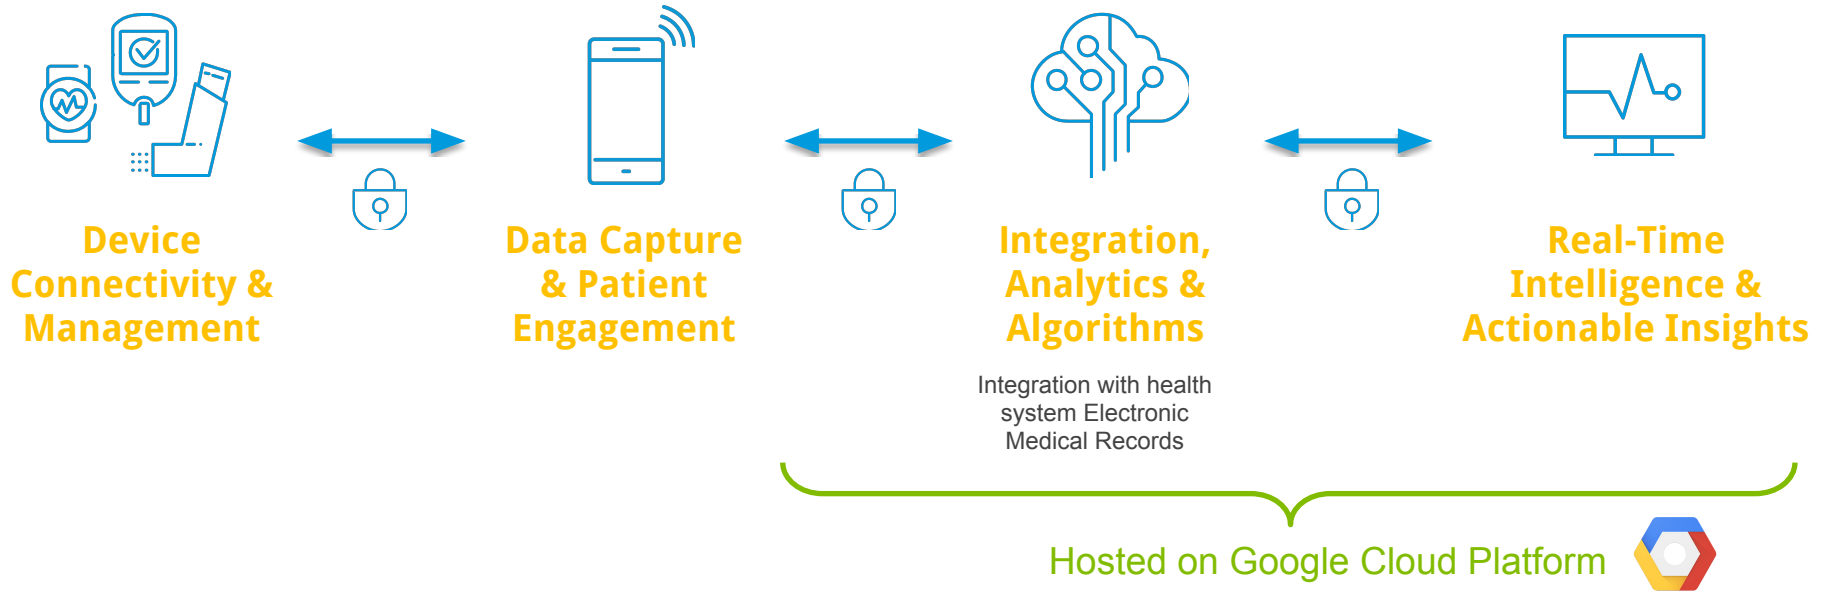 Device
Connectivity &
Management
Data Capture
& Patient
Engagement
Integration,
Analytics &
Algorithms
Integration with health
system Electronic
Medical Records
Real-Time
Intelligence &
Actionable Insights
Hosted on Google Cloud Platform